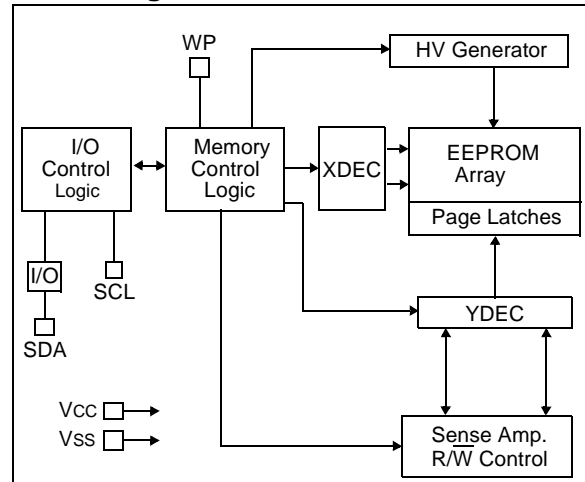 WP
HV Generator
I/O
Control
Logic
Memory
Control
Logic
XDEC
EEPROM
Array
Page Latches
I/O
SCL
SDA
YDEC
VCC
VSS
Sense Amp.
R/W̅ Control